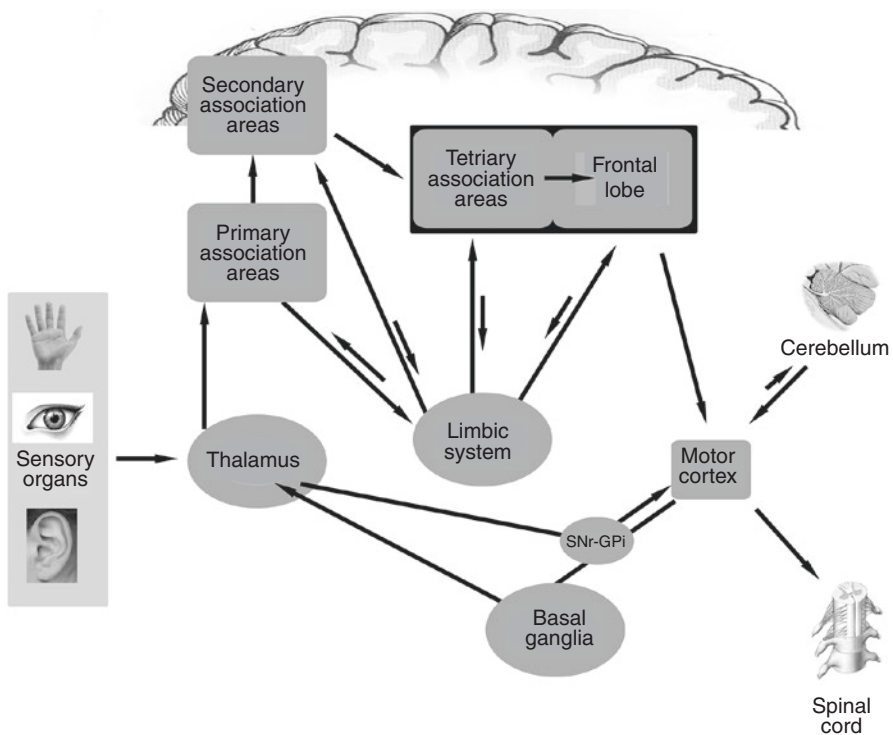 Secondary
association
areas
Tetriary
association
areas
Frontal
lobe
Primary
association
areas
Cerebellum
Sensory
organs
Thalamus
Limbic
system
Motor
cortex
SNr-GPi
Basal
ganglia
Spinal
cord